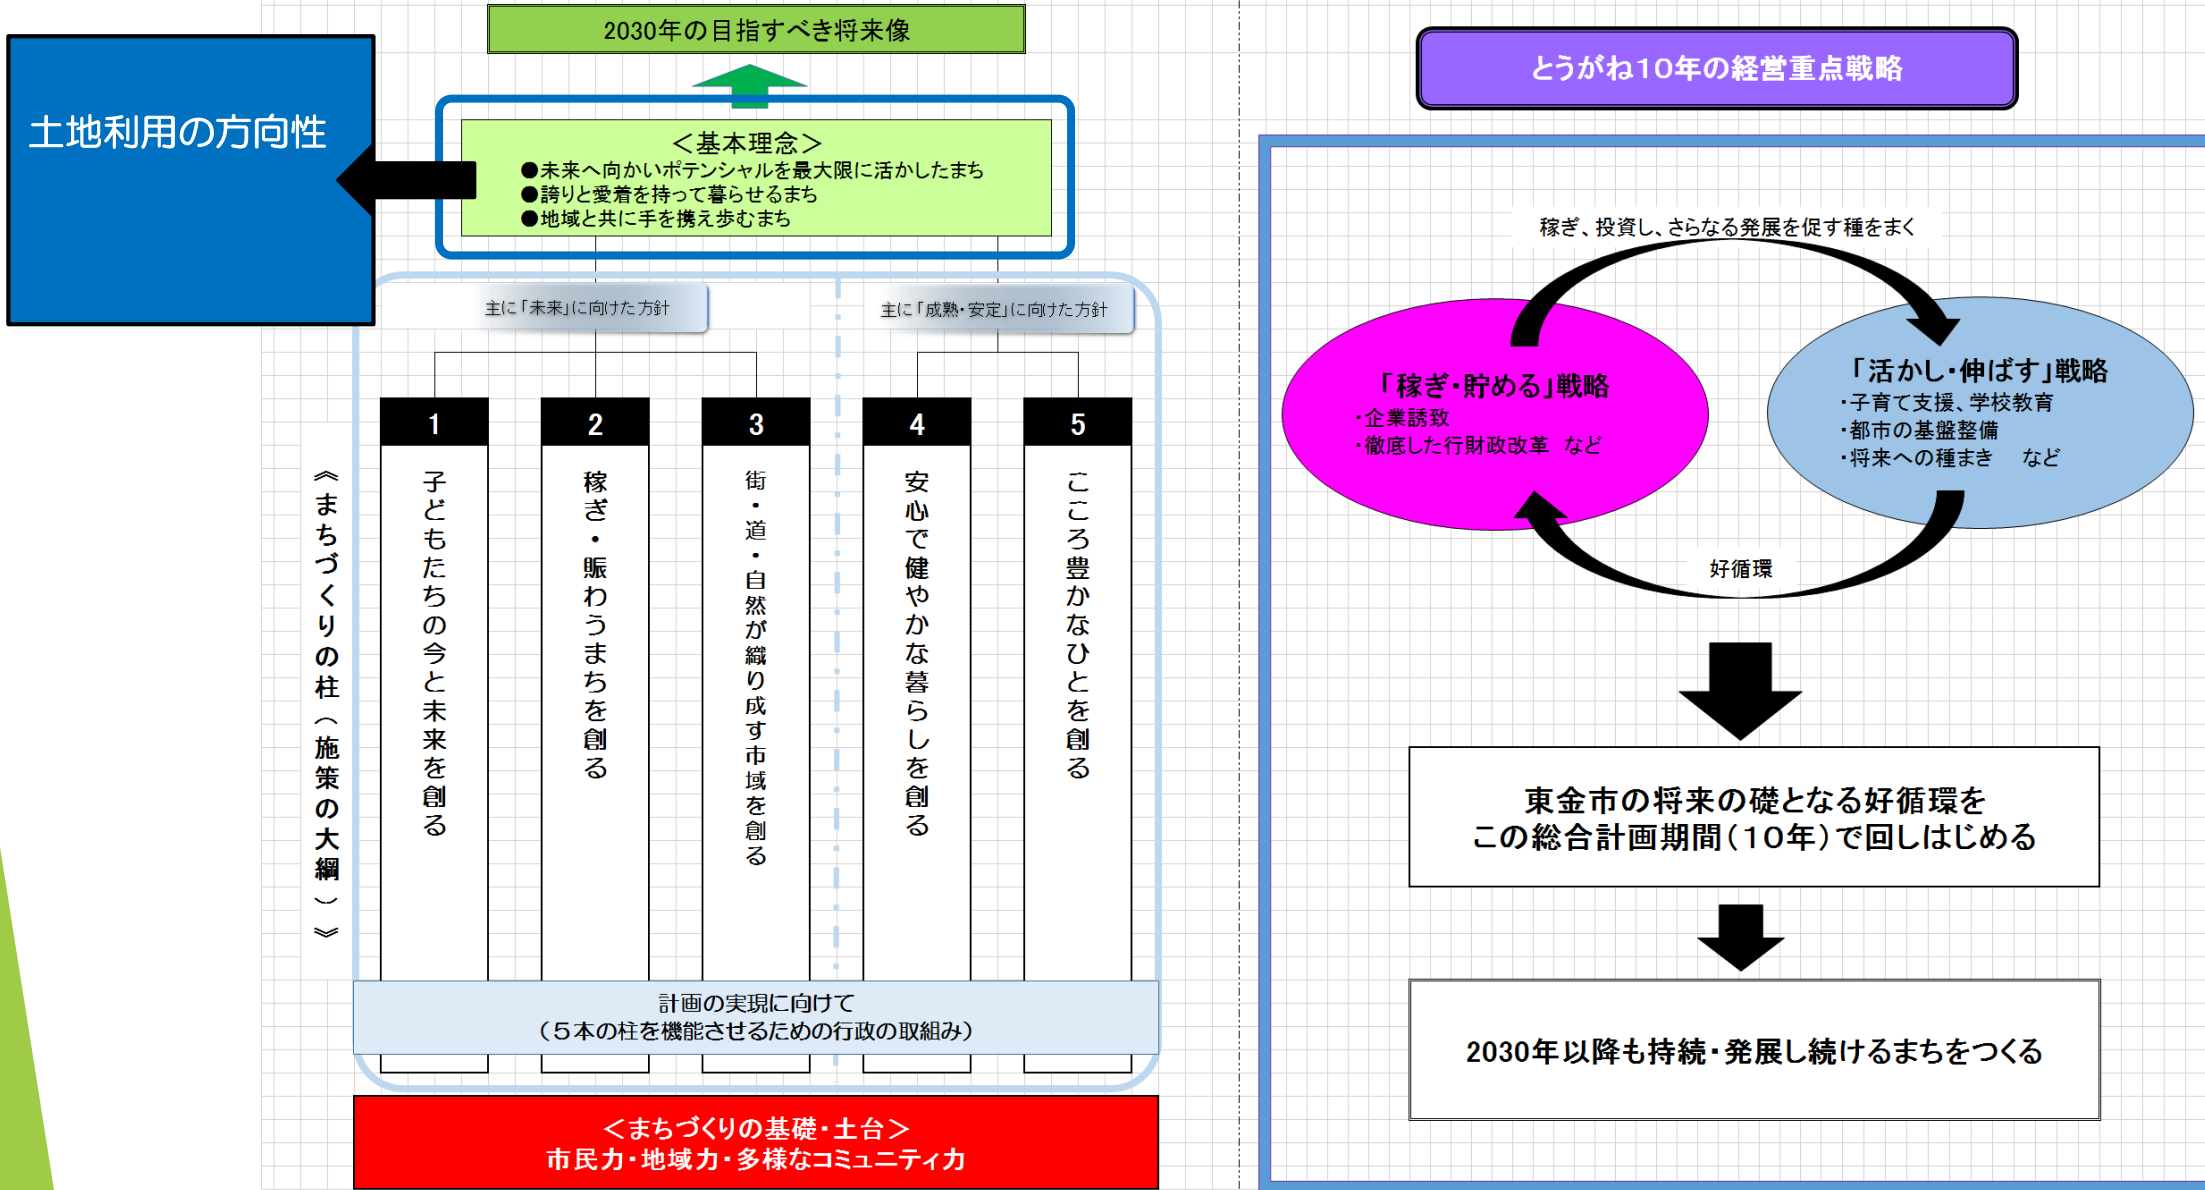 2030年の目指すべき将来像
土地利用の方向性
＜基本理念＞
●未来へ向かいポテンシャルを最大限に活かしたまち
●誇りと愛着を持って暮らせるまち
●地域と共に手を携え歩むまち
主に「未来」に向けた方針
主に「成熟・安定」に向けた方針
《まちづくりの柱（施策の大綱）》
1
子どもたちの今と未来を創る
2
稼ぎ・賑わうまちを創る
3
街・道・自然が織り成す市域を創る
4
安心で健やかな暮らしを創る
5
こころ豊かなひとを創る
計画の実現に向けて
（５本の柱を機能させるための行政の取組み）
＜まちづくりの基礎・土台＞
市民力・地域力・多様なコミュニティ力
とうがね１０年の経営重点戦略
稼ぎ、投資し、さらなる発展を促す種をまく
「稼ぎ・貯める」戦略
・企業誘致
・徹底した行財政改革　など
「活かし・伸ばす」戦略
・子育て支援、学校教育
・都市の基盤整備
・将来への種まき　など
好循環
東金市の将来の礎となる好循環を
この総合計画期間（１０年）で回しはじめる
2030年以降も持続・発展し続けるまちをつくる